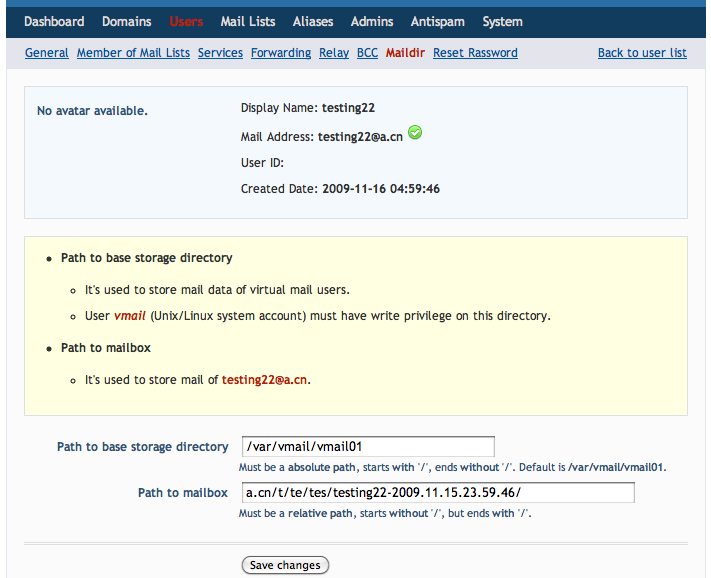 Dashboard Domains Users Mail Lists Aliases Admins Antispam System
General Member of Mail Lists Services Forwarding Relay BCC Maildir Reset Rassword Back to user list
No avatar available.
Display Name: testing22
Mail Address: testing22@a.cn
User ID:
Created Date: 2009-11-16 04:59:46
Path to base storage directory
It's used to store mail data of virtual mail users.
User vmail (Unix/Linux system account) must have write privilege on this directory.
Path to mailbox
It's used to store mail of testing22@a.cn.
Path to base storage directory /var/vmail/vmail01
Must be a absolute path, starts with '/', ends without '/'. Default is /var/vmail/vmail01.
Path to mailbox a.cn/t/te/tes/testing22-2009.11.15.23.59.46/
Must be a relative path, starts without '/', but ends with '/'.
Save changes